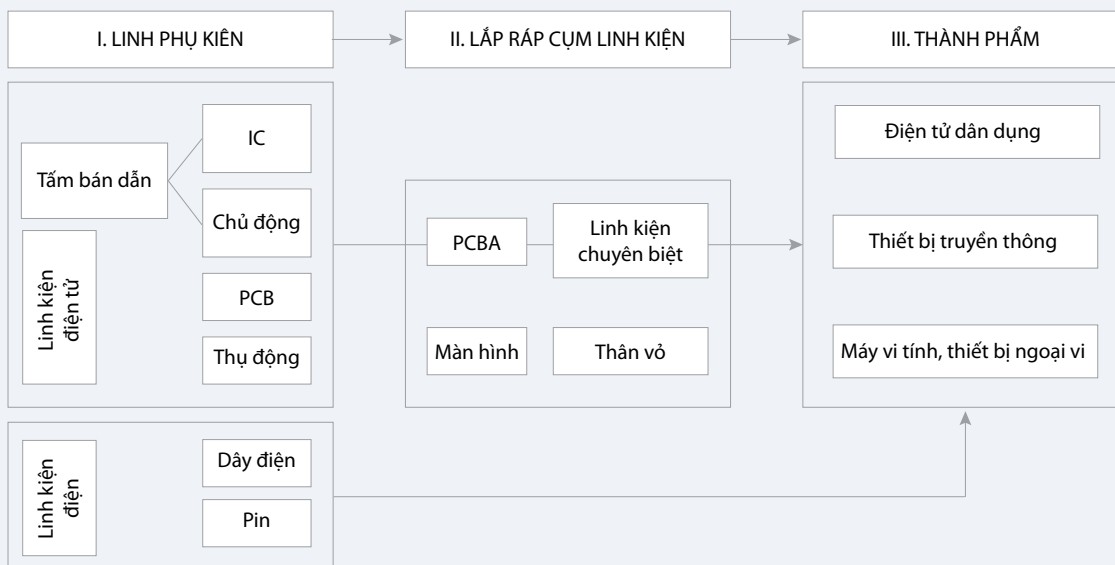 I. LINH PHỤ KIÊN
II. LẮP RÁP CỤM LINH KIỆN
III. THÀNH PHẨM
Tấm bán dẫn
IC
Chủ động
Linh kiện
điện tử
PCB
Thụ động
PCBA
Linh kiện
chuyên biệt
Màn hình
Thân vỏ
Điện tử dân dụng
Thiết bị truyền thông
Máy vi tính, thiết bị ngoại vi
Linh kiện
điện
Dây điện
Pin